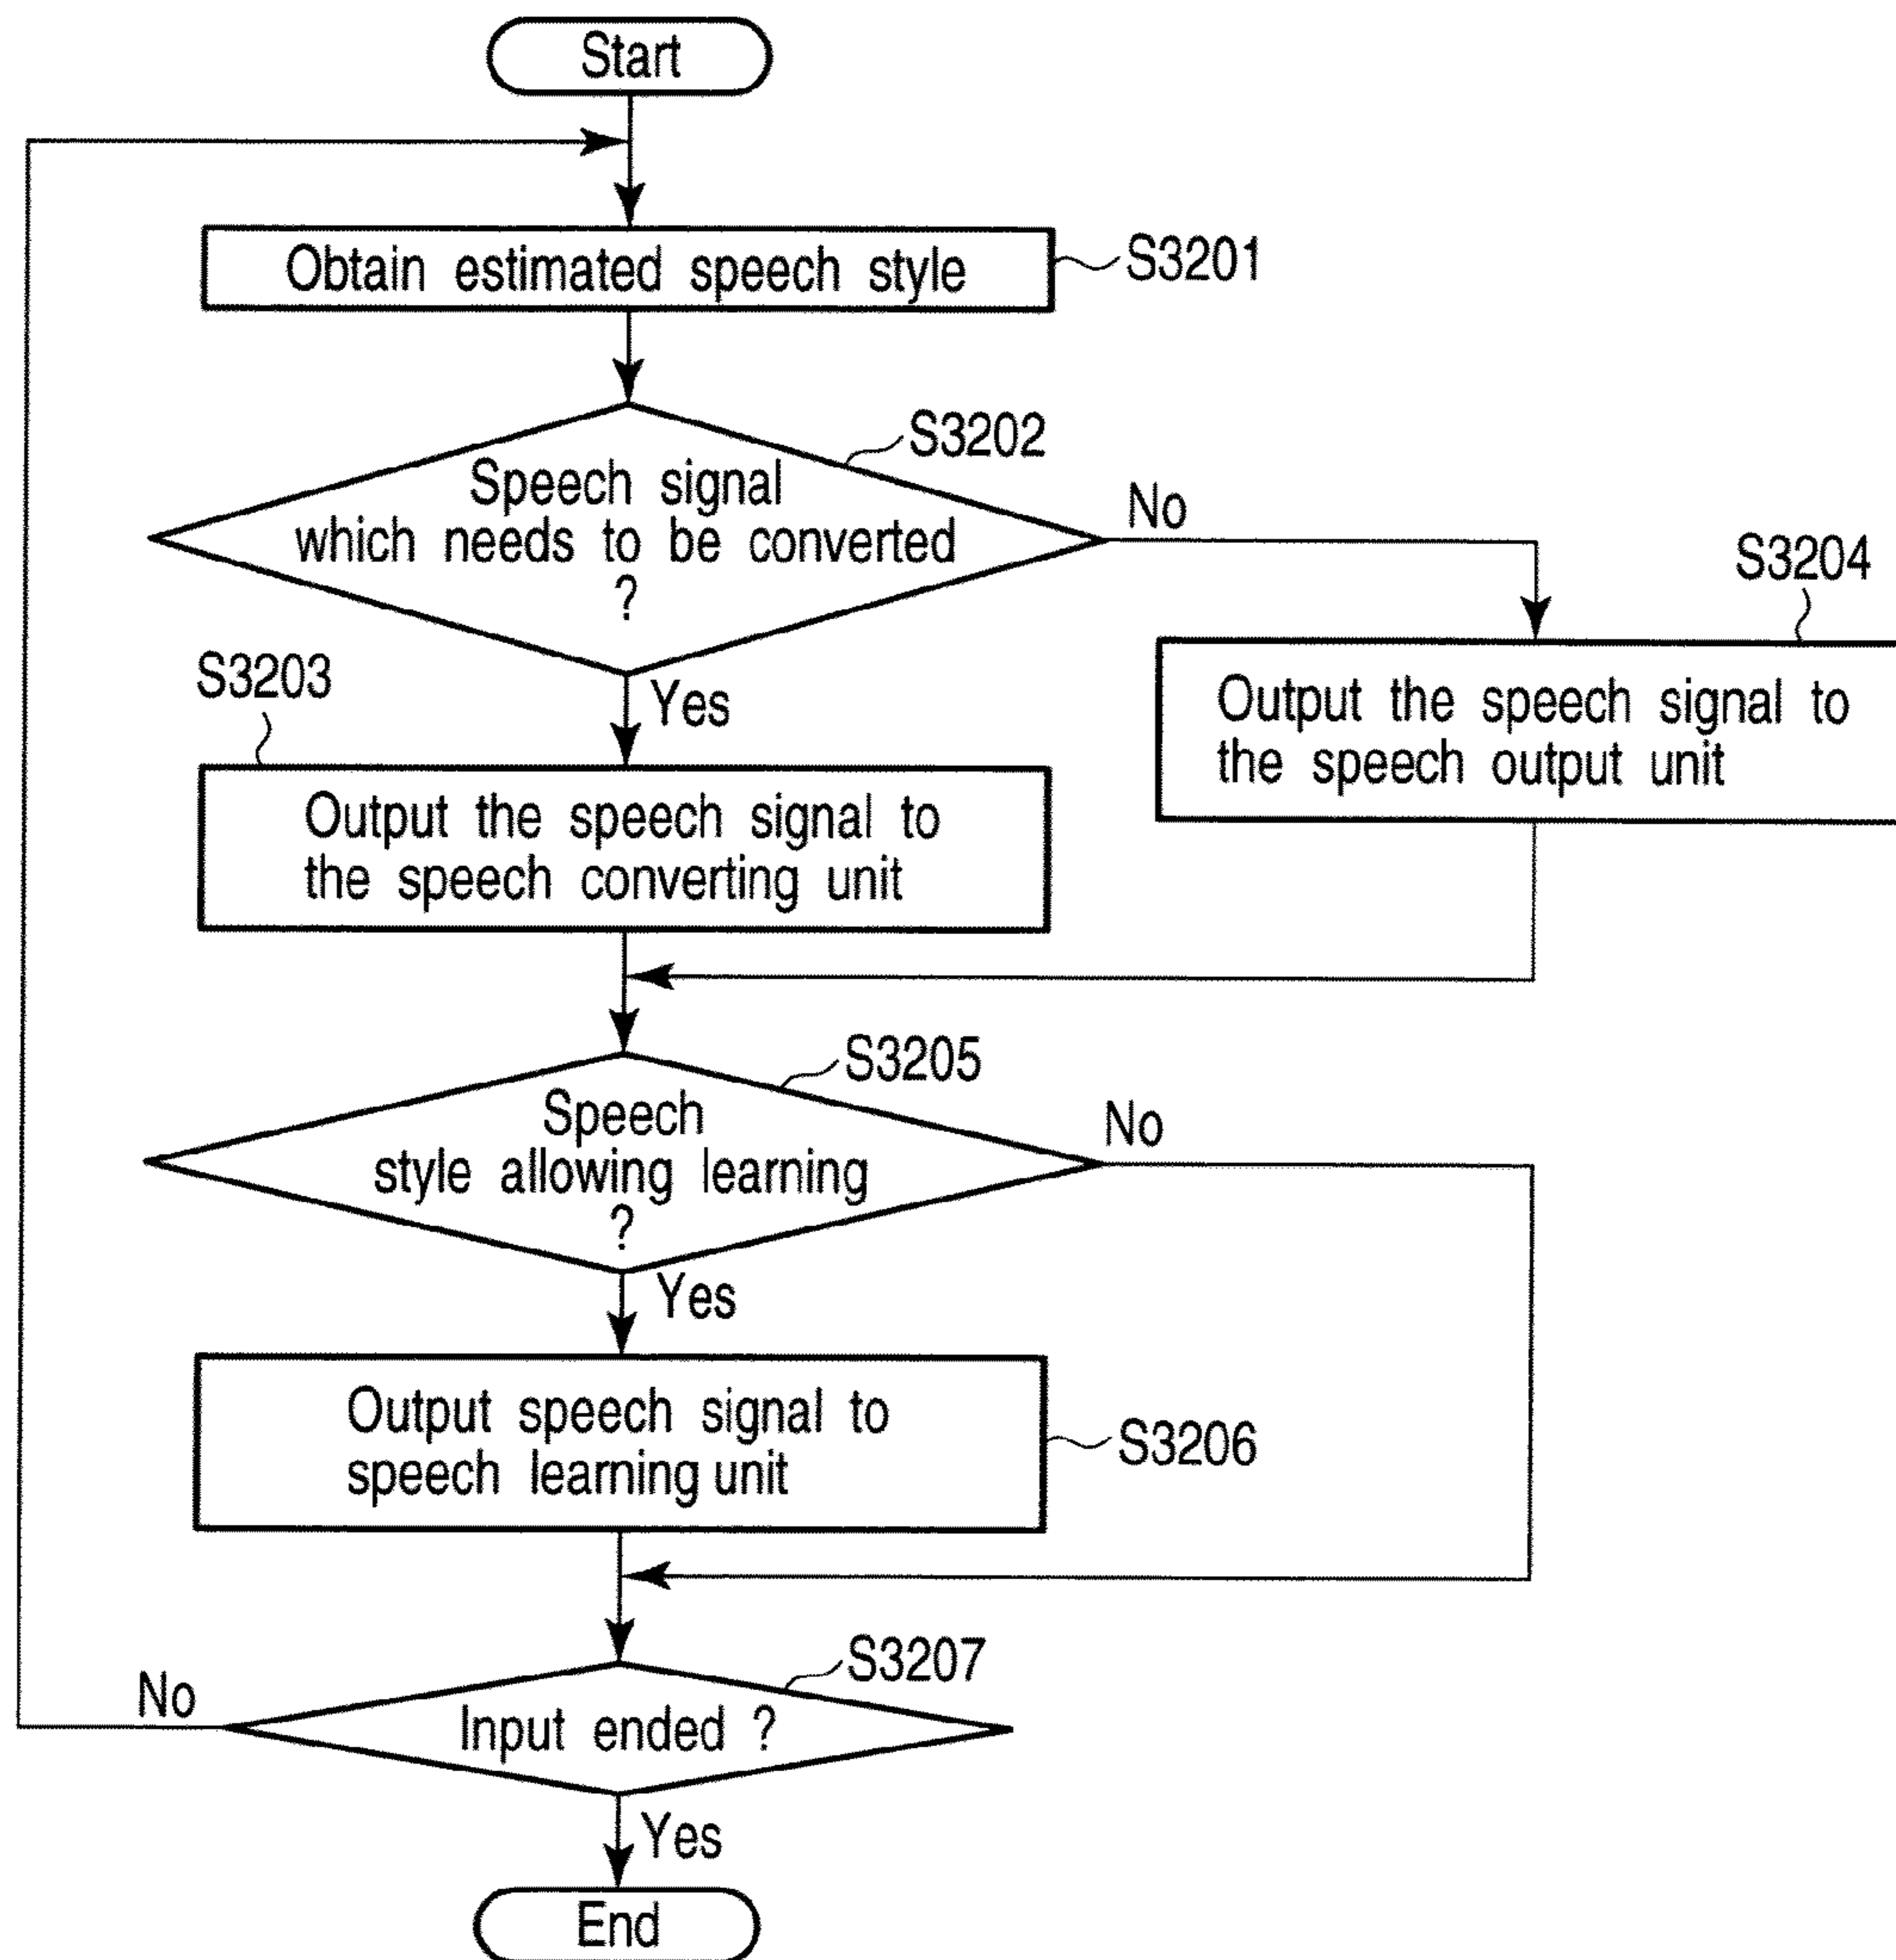 Start
Obtain estimated speech style
S3201
S3202
Speech signal
which needs to be converted
?
No
S3204
Output the speech signal to
the speech output unit
S3203
Yes
Output the speech signal to
the speech converting unit
S3205
Speech
style allowing learning
?
No
Yes
Output speech signal to
speech learning unit
S3206
S3207
No
Input ended ?
Yes
End